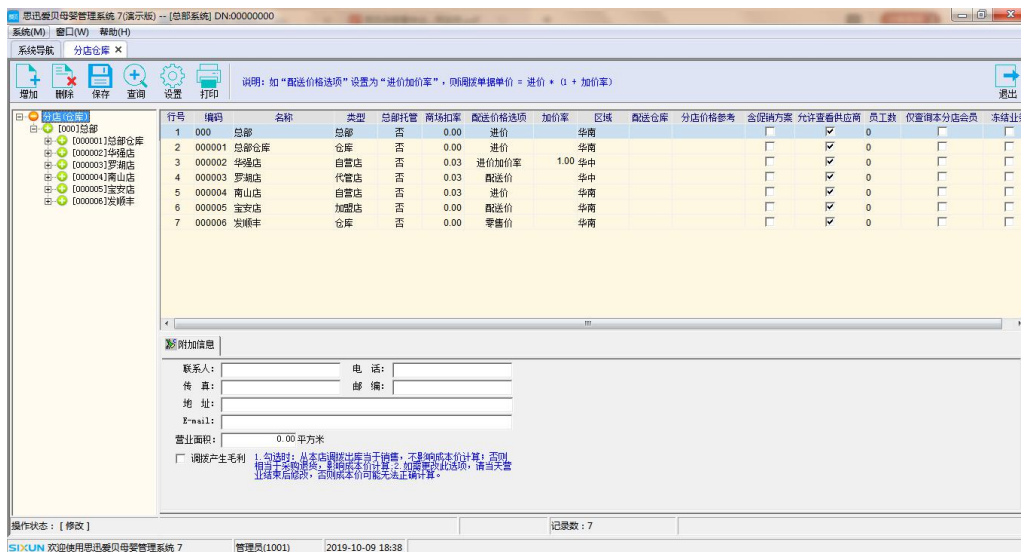 思迅爱贝母婴管理系统 7(演示版) -- [总部系统] DN:00000000
系统(M) 窗口(W) 帮助(H)
系统导航 分店仓库 ×
增加 删除 保存 查询 设置 打印 说明：如“配送价格选项”设置为“进价加价率”，则调拨单据单价 = 进价 * (1 + 加价率) 退出
分店(仓库)
[000]总部
[000001]总部仓库
[000002]华强店
[000003]罗湖店
[000004]南山店
[000005]宝安店
[000006]发顺丰
行号 编码 名称 类型 总部托管 商场扣率 配送价格选项 加价率 区域 配送仓库 分店价格参考 含促销方案 允许查看供应商 员工数 仅查询本分店会员 冻结业
1 000 总部 总部 否 0.00 进价 华南 0
2 000001 总部仓库 仓库 否 0.00 进价 华南 0
3 000002 华强店 自营店 否 0.03 进价加价率 1.00 华中 0
4 000003 罗湖店 代管店 否 0.03 配送价 华中 0
5 000004 南山店 自营店 否 0.03 进价 华南 0
6 000005 宝安店 加盟店 否 0.00 配送价 华南 0
7 000006 发顺丰 仓库 否 0.00 零售价 华南 0
附加信息
联系人： 电 话：
传 真： 邮 编：
地 址：
E-mail:
营业面积： 0.00 平方米
调拨产生毛利 1.勾选时：从本店调拨出库当于销售，不影响成本价计算；否则
相当于采购退货，影响成本价计算;2.如需更改此选项，请当天营
业结束后修改，否则成本价可能无法正确计算。
操作状态：[修改] 记录数：7
SIXUN 欢迎使用思迅爱贝母婴管理系统 7 管理员(1001) 2019-10-09 18:38